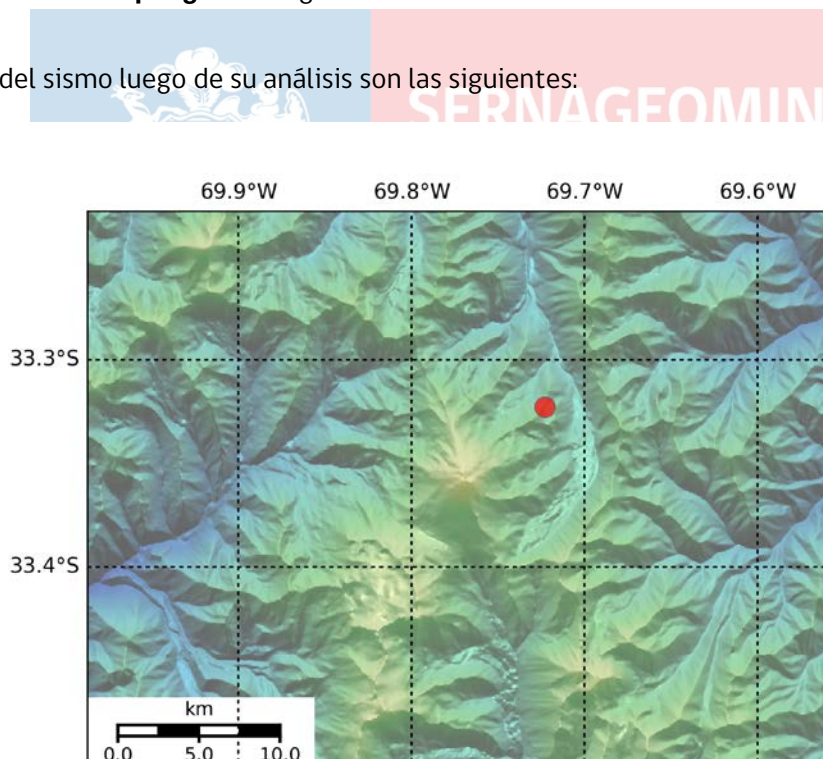 del sismo luego de su análisis son las siguientes:
SERNAGEOMIN
69.9°W 69.8°W 69.7°W 69.6°W
33.3°S
33.4°S
km
0.0 5.0 10.0